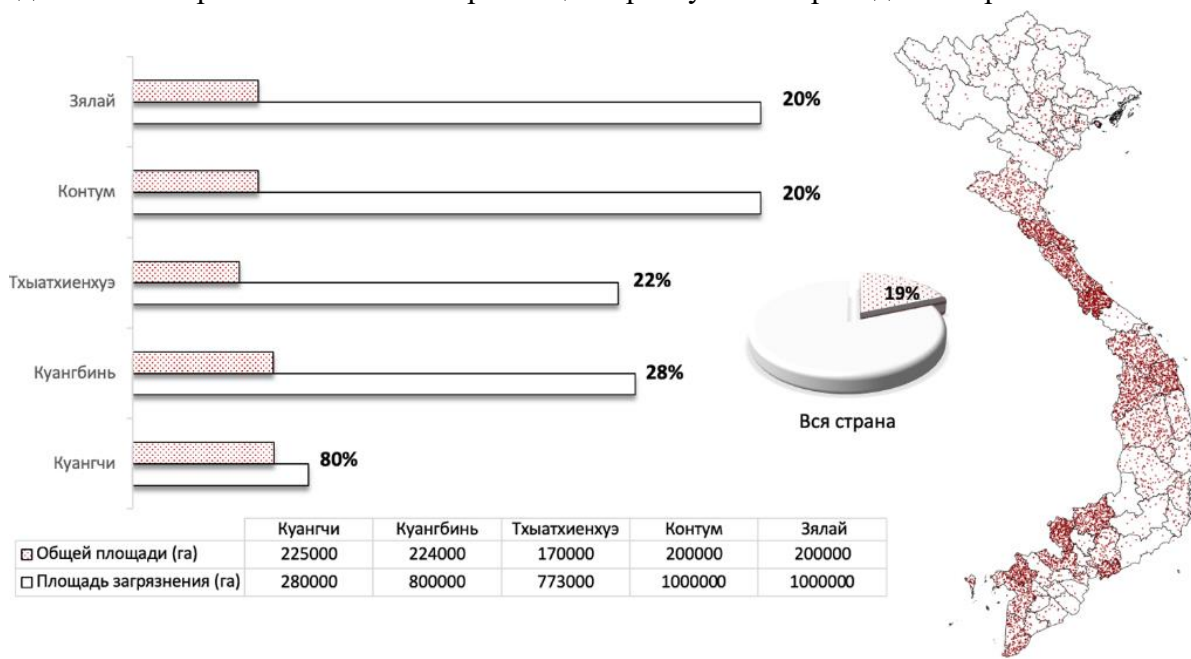 Зялай
20%
Контум
20%
Тхыатхиенхуэ
22%
Куангбинь
28%
Куангчи
80%
19%
Вся страна
Куангчи Куангбинь Тхыатхиенхуэ Контум Зялай
Общей площади (га) 225000 224000 170000 200000 200000
Площадь загрязнения (га) 280000 800000 773000 1000000 1000000